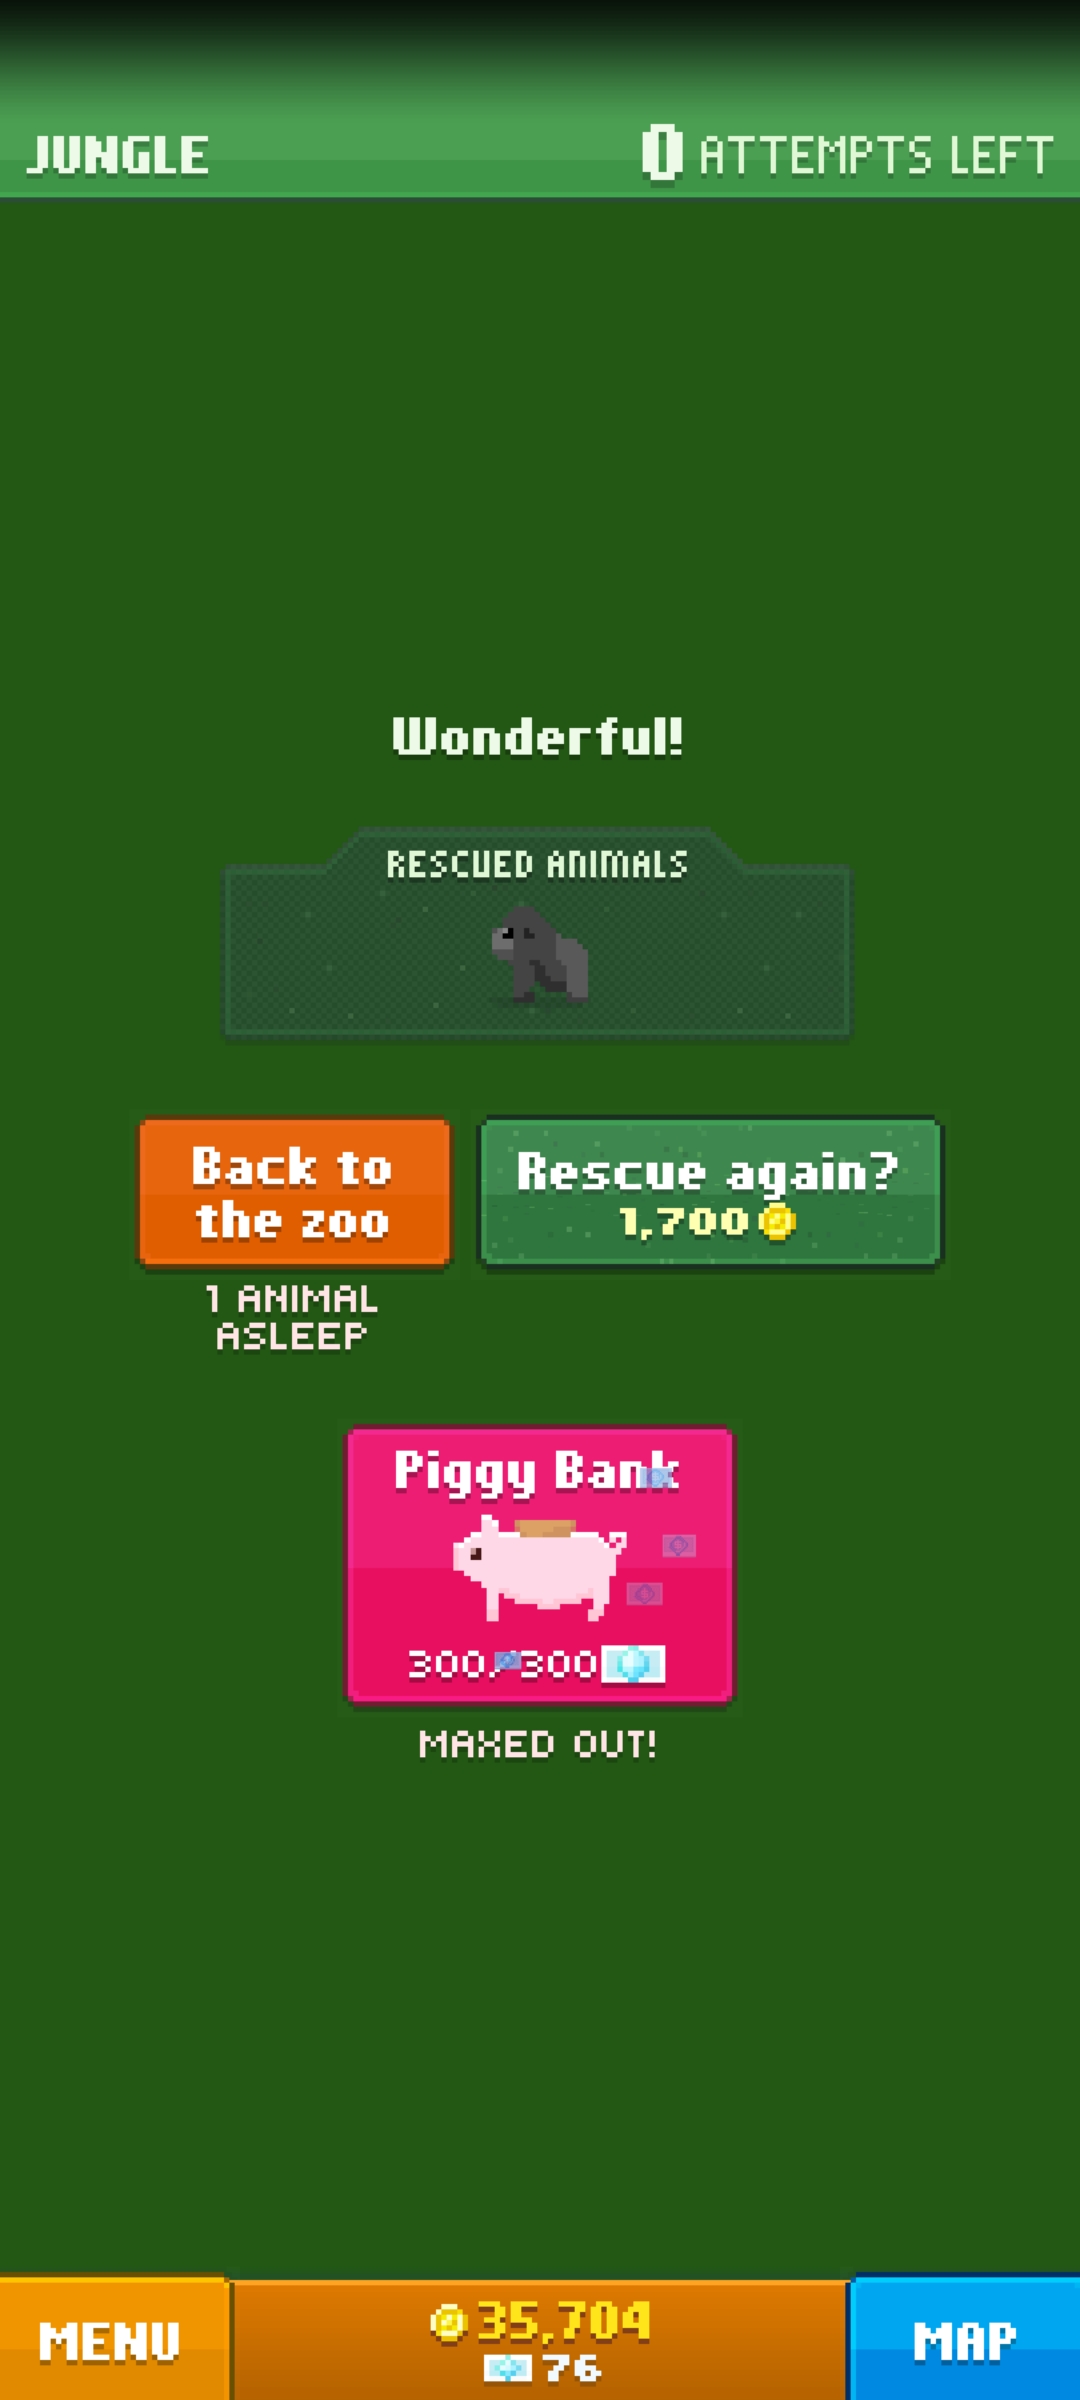 JUNGLE
0 ATTEMPTS LEFT
Wonderful!
RESCUED ANIMALS
Back to
the zoo
Rescue again?
1,700
1 ANIMAL
ASLEEP
Piggy Bank
300/300
MAXED OUT!
MENU
35,704
76
MAP